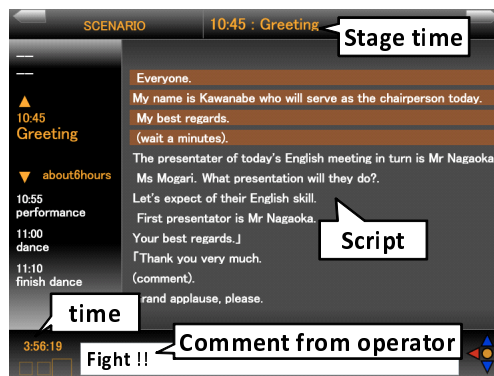 SCENARIO
10:45 : Greeting
Stage time
--
--
10:45
Greeting
about6hours
10:55
performance
11:00
dance
11:10
finish dance
Everyone.
My name is Kawanabe who will serve as the chairperson today.
My best regards.
(wait a minutes).
The presentater of today's English meeting in turn is Mr Nagaoka
Ms Mogari. What presentation will they do?.
Let's expect of their English skill.
First presentator is Mr Nagaoka.
Your best regards.」
「Thank you very much.
(comment).
rand applause, please.
Script
time
3:56:19
Fight !!
Comment from operator